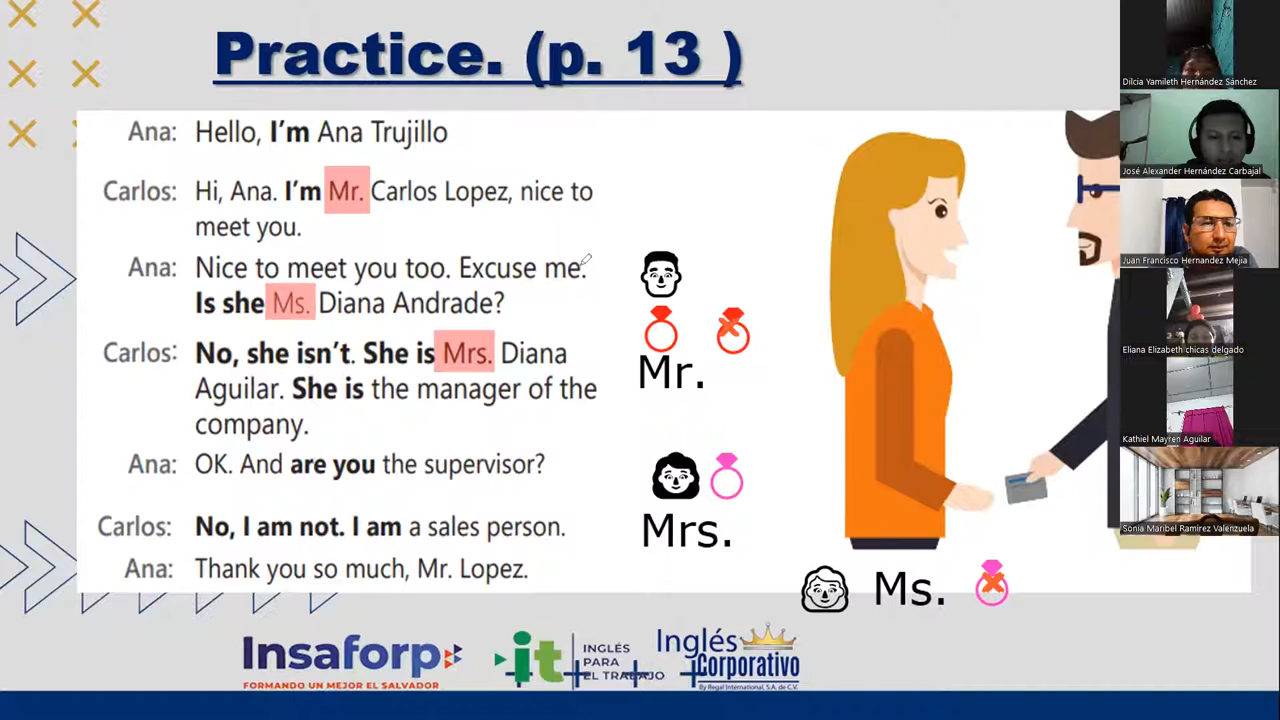 Practice. (p. 13 )
Ana: Hello, I'm Ana Trujillo
Carlos: Hi, Ana. I'm Mr. Carlos Lopez, nice to
meet you.
Ana: Nice to meet you too. Excuse me.
Is she Ms. Diana Andrade?
Carlos: No, she isn't. She is Mrs. Diana
Aguilar. She is the manager of the
company.
Ana: OK. And are you the supervisor?
Carlos: No, I am not. I am a sales person.
Ana: Thank you so much, Mr. Lopez.
Mr.
Mrs.
Ms.
Insaforp
FORMANDO UN MEJOR EL SALVADOR
it
INGLÉS
PARA
EL TRABAJO
Inglés
Corporativo
By Regal International, S.A. de C.V.
Dilcia Yamileth Hernández Sánchez
José Alexander Hernández Carbajal
Juan Francisco Hernandez Mejia
Eliana Elizabeth chicas delgado
Kathiel Mayren Aguilar
Sonia Maribel Ramírez Valenzuela